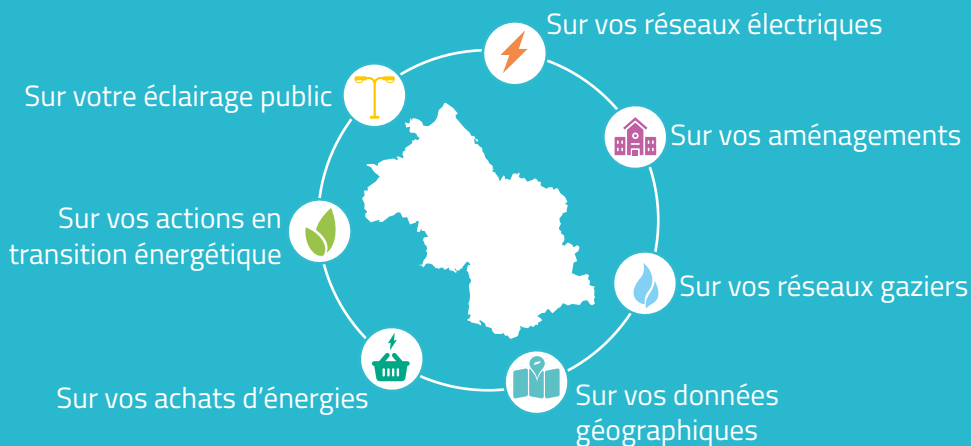 Sur vos réseaux électriques
Sur votre éclairage public
Sur vos aménagements
Sur vos actions en
transition énergétique
Sur vos réseaux gaziers
Sur vos achats d’énergies
Sur vos données
géographiques